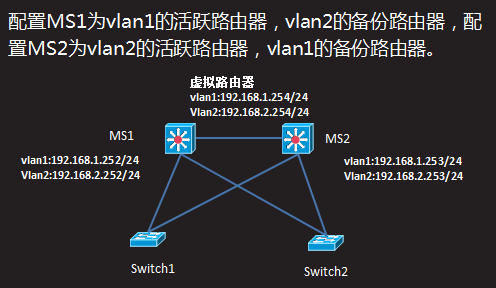 配置MS1为vlan1的活跃路由器，vlan2的备份路由器，配
置MS2为vlan2的活跃路由器，vlan1的备份路由器。
虚拟路由器
vlan1:192.168.1.254/24
Vlan2:192.168.2.254/24
MS1
MS2
vlan1:192.168.1.252/24
Vlan2:192.168.2.252/24
vlan1:192.168.1.253/24
Vlan2:192.168.2.253/24
Switch1
Switch2